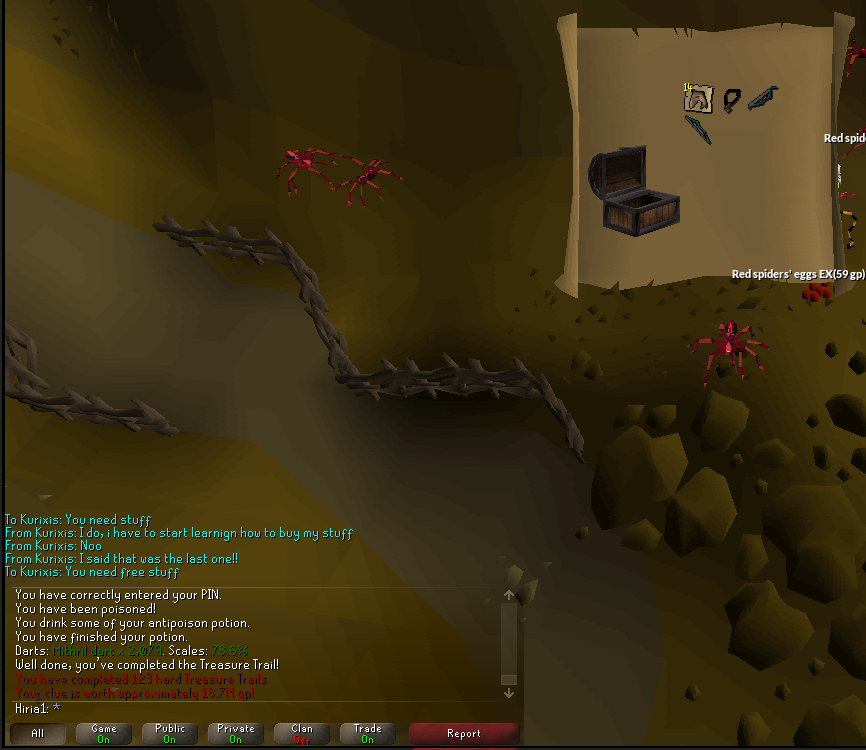 14
Red spid
Red spiders' eggs EX(59 gp)
To Kurixis: You need stuff
From Kurixis: I do, i have to start learnign how to buy my stuff
From Kurixis: Noo
From Kurixis: I said that was the last one!!
To Kurixis: You need free stuff
You have correctly entered your PIN.
You have been poisoned!
You drink some of your antipoison potion.
You have finished your potion.
Darts: Mithril dart x 2,079. Scales: 78.6%
Well done, you've completed the Treasure Trail!
You have completed 123 hard Treasure Trails.
Your clue is worth approximately 18.7M gp!
Hiria1: *
All
Game
On
Public
On
Private
On
Clan
Off
Trade
On
Report